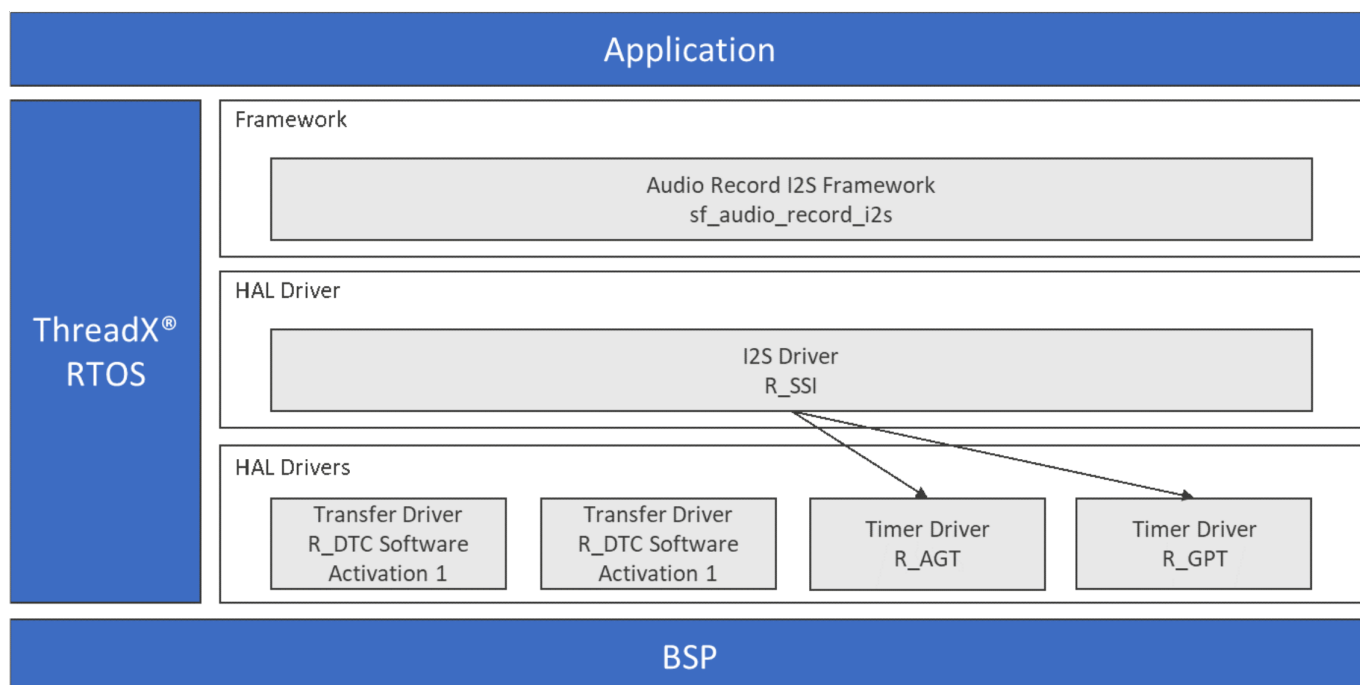 Application
ThreadX®
RTOS
Framework
Audio Record I2S Framework
sf_audio_record_i2s
HAL Driver
I2S Driver
R_SSI
HAL Drivers
Transfer Driver
R_DTC Software
Activation 1
Transfer Driver
R_DTC Software
Activation 1
Timer Driver
R_AGT
Timer Driver
R_GPT
BSP